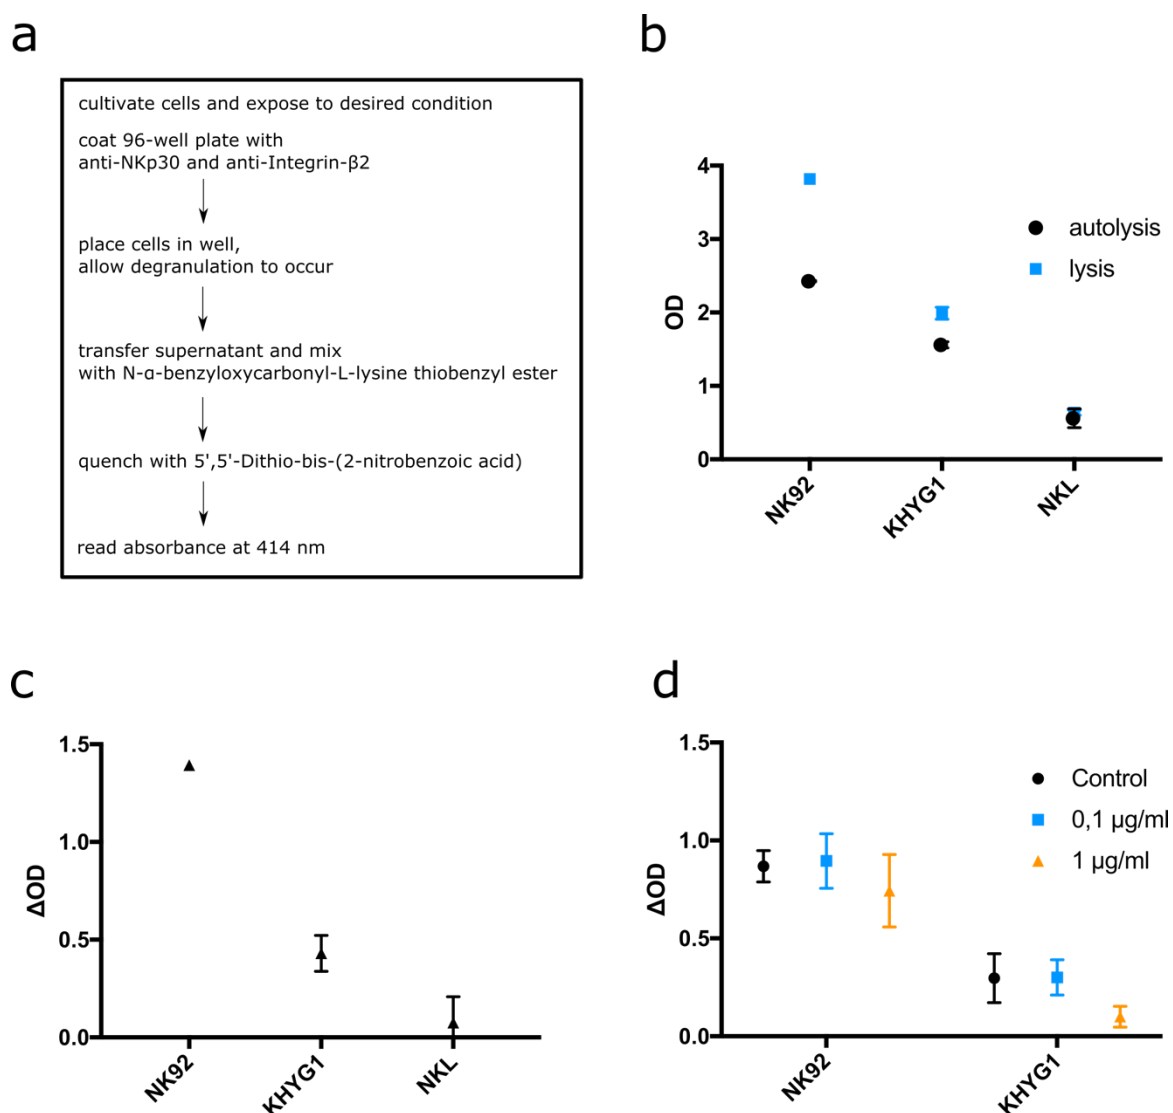 a
cultivate cells and expose to desired condition
coat 96-well plate with
anti-NKp30 and anti-Integrin-β2
place cells in well,
allow degranulation to occur
transfer supernatant and mix
with N-α-benzyloxycarbonyl-L-lysine thiobenzyl ester
quench with 5',5'-Dithio-bis-(2-nitrobenzoic acid)
read absorbance at 414 nm
b
4
3
2
1
0
OD
NK92
KHYG1
NKL
autolysis
lysis
c
1.5
1.0
0.5
0.0
ΔOD
NK92
KHYG1
NKL
d
1.5
1.0
0.5
0.0
ΔOD
NK92
KHYG1
Control
0,1 µg/ml
1 µg/ml